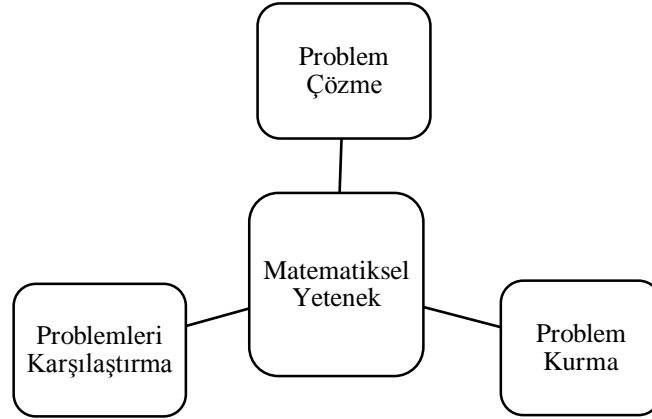 Problem
Çözme
Matematiksel
Yetenek
Problemleri
Karşılaştırma
Problem
Kurma